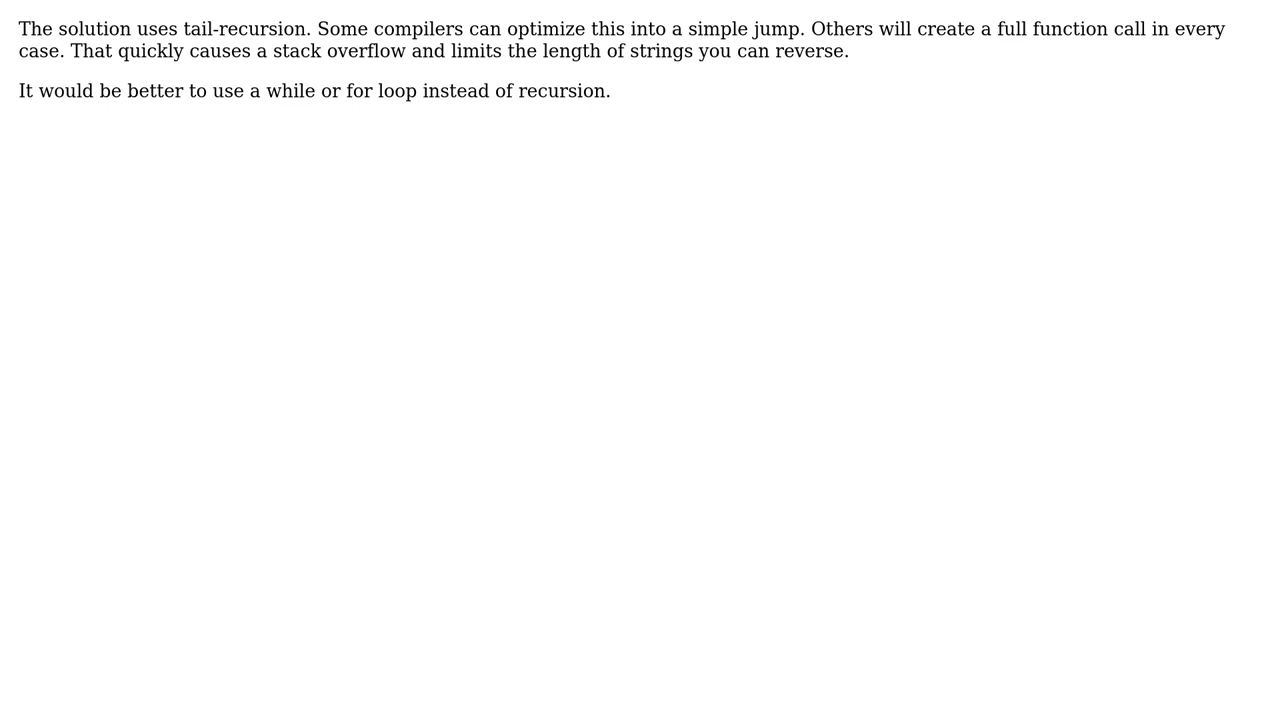 The solution uses tail-recursion. Some compilers can optimize this into a simple jump. Others will create a full function call in every
case. That quickly causes a stack overflow and limits the length of strings you can reverse.
It would be better to use a while or for loop instead of recursion.